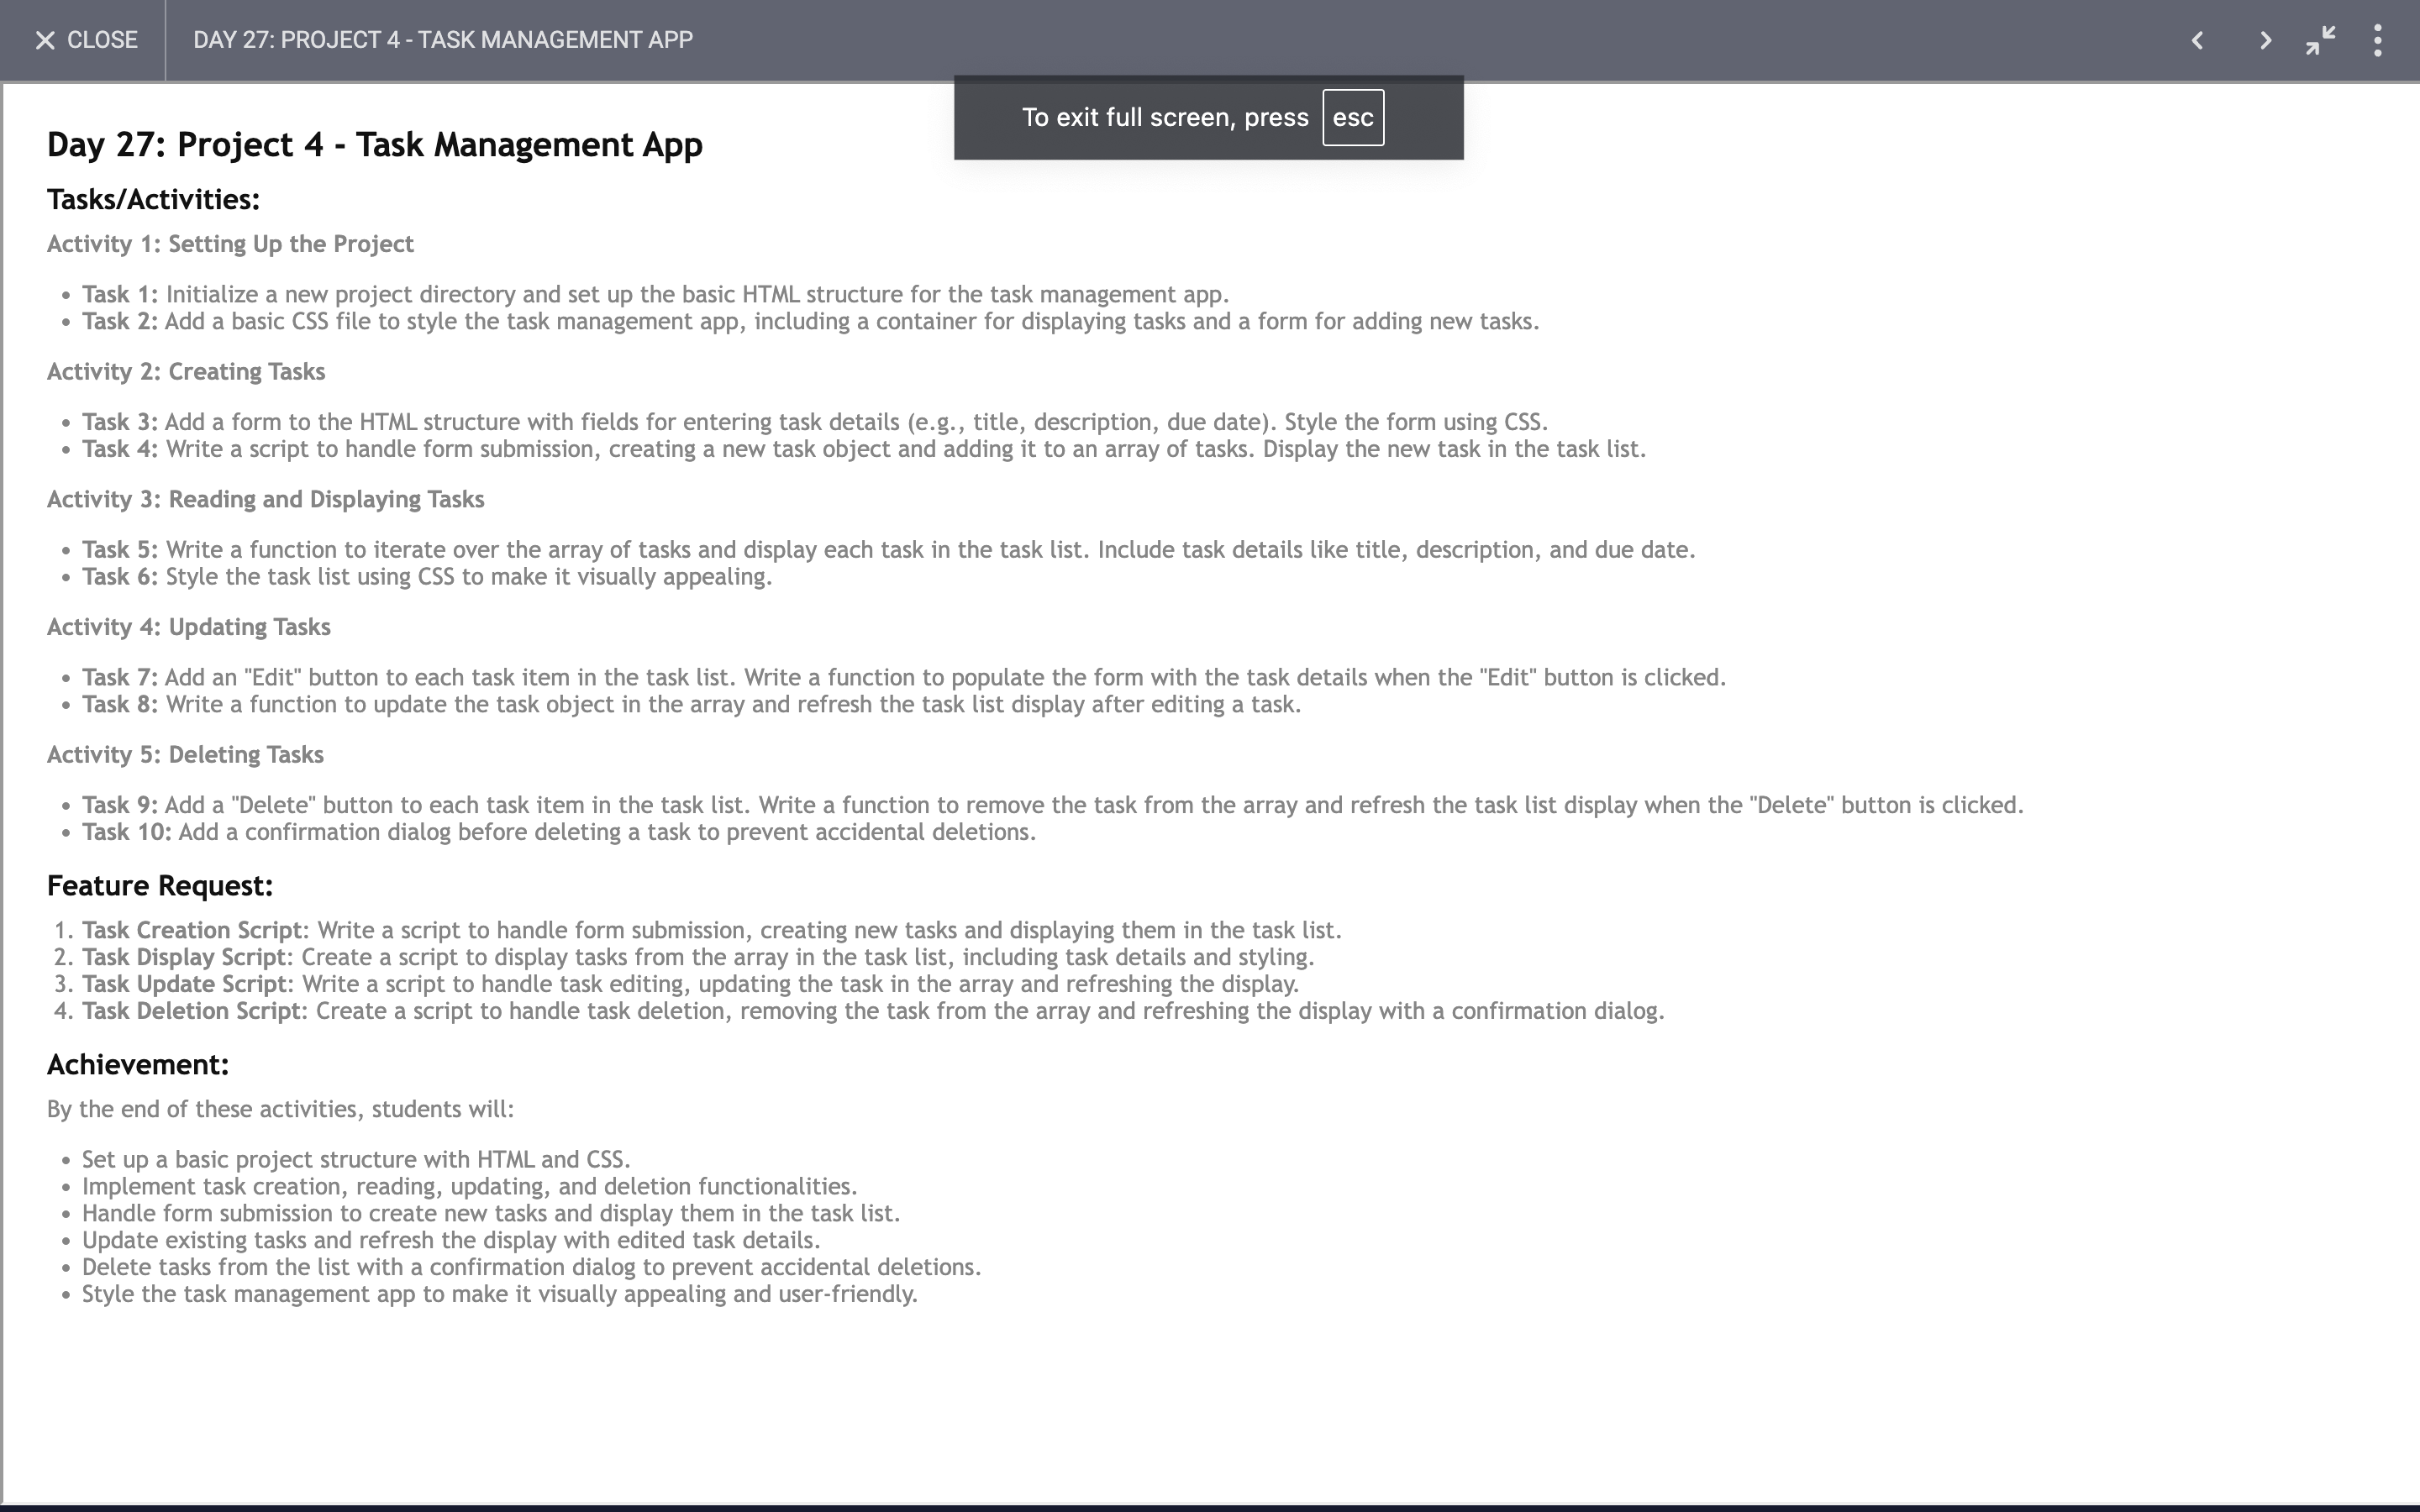 CLOSE
DAY 27: PROJECT 4 - TASK MANAGEMENT APP
To exit full screen, press esc
Day 27: Project 4 - Task Management App
Tasks/Activities:
Activity 1: Setting Up the Project
• Task 1: Initialize a new project directory and set up the basic HTML structure for the task management app.
• Task 2: Add a basic CSS file to style the task management app, including a container for displaying tasks and a form for adding new tasks.
Activity 2: Creating Tasks
• Task 3: Add a form to the HTML structure with fields for entering task details (e.g., title, description, due date). Style the form using CSS.
• Task 4: Write a script to handle form submission, creating a new task object and adding it to an array of tasks. Display the new task in the task list.
Activity 3: Reading and Displaying Tasks
• Task 5: Write a function to iterate over the array of tasks and display each task in the task list. Include task details like title, description, and due date.
• Task 6: Style the task list using CSS to make it visually appealing.
Activity 4: Updating Tasks
• Task 7: Add an "Edit" button to each task item in the task list. Write a function to populate the form with the task details when the "Edit" button is clicked.
• Task 8: Write a function to update the task object in the array and refresh the task list display after editing a task.
Activity 5: Deleting Tasks
• Task 9: Add a "Delete" button to each task item in the task list. Write a function to remove the task from the array and refresh the task list display when the "Delete" button is clicked.
• Task 10: Add a confirmation dialog before deleting a task to prevent accidental deletions.
Feature Request:
1. Task Creation Script: Write a script to handle form submission, creating new tasks and displaying them in the task list.
2. Task Display Script: Create a script to display tasks from the array in the task list, including task details and styling.
3. Task Update Script: Write a script to handle task editing, updating the task in the array and refreshing the display.
4. Task Deletion Script: Create a script to handle task deletion, removing the task from the array and refreshing the display with a confirmation dialog.
Achievement:
By the end of these activities, students will:
• Set up a basic project structure with HTML and CSS.
• Implement task creation, reading, updating, and deletion functionalities.
• Handle form submission to create new tasks and display them in the task list.
• Update existing tasks and refresh the display with edited task details.
• Delete tasks from the list with a confirmation dialog to prevent accidental deletions.
• Style the task management app to make it visually appealing and user-friendly.